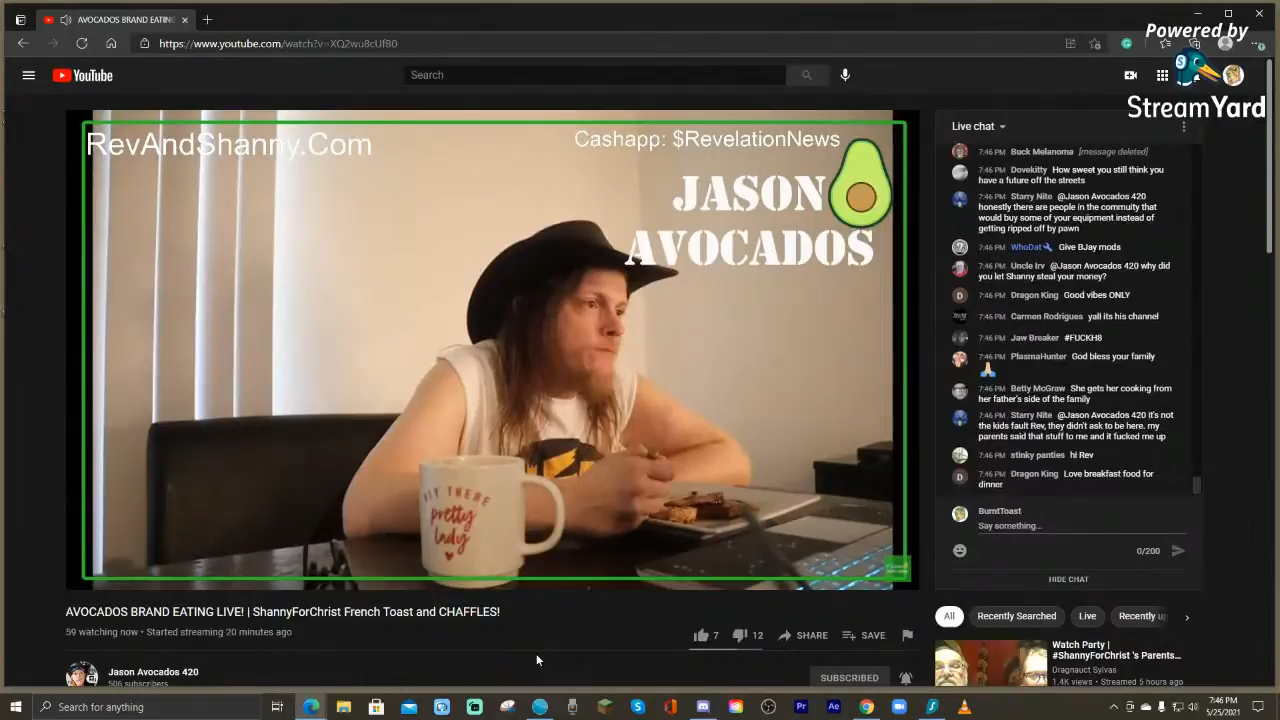 AVOCADOS BRAND EATING
https://www.youtube.com/watch?v=XQ2wu8cUfB0
Powered by
StreamYard
YouTube
Search
RevAndShanny.Com
Cashapp: $RevelationNews
JASON
AVOCADOS
HEY THERE
pretty
lady
Live chat
7:46 PM Buck Melanoma [message deleted]
7:46 PM Dovekitty How sweet you still think you
have a future off the streets
7:46 PM Starry Nite @Jason Avocados 420
honestly there are people in the commuity that
would buy some of your equipment instead of
getting ripped off by pawn
7:46 PM WhoDat Give BJay mods
7:46 PM Uncle Irv @Jason Avocados 420 why did
you let Shanny steal your money?
7:46 PM Dragon King Good vibes ONLY
7:46 PM Carmen Rodrigues yall its his channel
7:46 PM Jaw Breaker #FUCKH8
7:46 PM PlasmaHunter God bless your family
7:46 PM Betty McGraw She gets her cooking from
her father's side of the family
7:46 PM Starry Nite @Jason Avocados 420 it's not
the kids fault Rev, they didn't ask to be here. my
parents said that stuff to me and it fucked me up
7:46 PM stinky panties hi Rev
7:46 PM Dragon King Love breakfast food for
dinner
BurntToast
Say something...
0/200
HIDE CHAT
AVOCADOS BRAND EATING LIVE! | ShannyForChrist French Toast and CHAFFLES!
59 watching now • Started streaming 20 minutes ago
7 12 SHARE SAVE
Jason Avocados 420
506 subscribers
SUBSCRIBED
All Recently Searched Live Recently up
Watch Party |
#ShannyForChrist 's Parents...
Dragnauct Sylvas
1.4K views • Streamed 5 hours ago
Search for anything
7:46 PM
5/25/2021